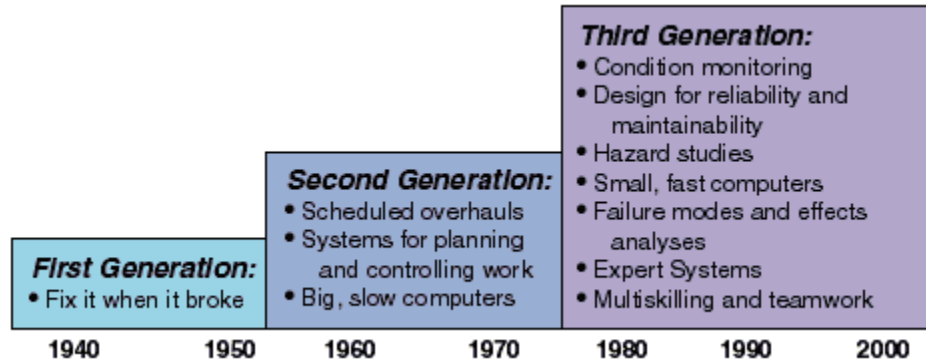 First Generation:
• Fix it when it broke
Second Generation:
• Scheduled overhauls
• Systems for planning
and controlling work
• Big, slow computers
Third Generation:
• Condition monitoring
• Design for reliability and
maintainability
• Hazard studies
• Small, fast computers
• Failure modes and effects
analyses
• Expert Systems
• Multiskilling and teamwork
1940 1950 1960 1970 1980 1990 2000